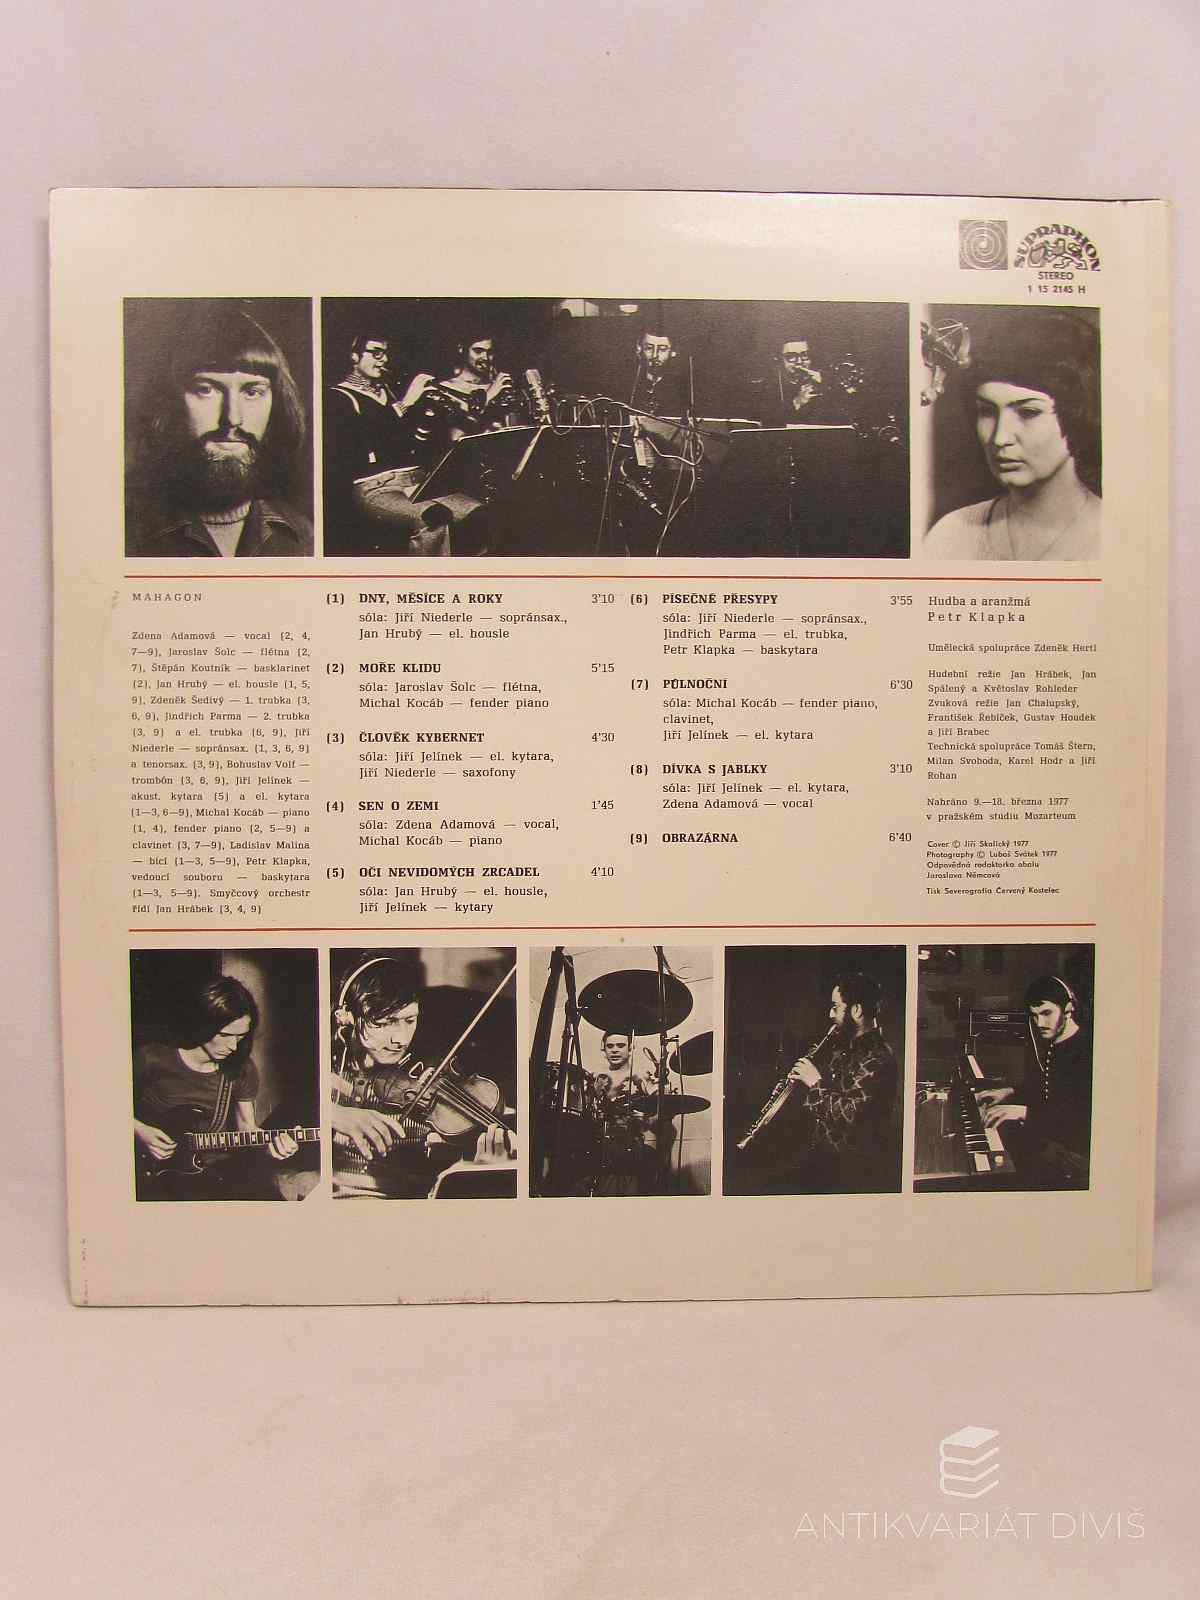 SUPRAPHON
STEREO
1 15 2145 H
MAHAGON
Zdena Adamová — vocal (2, 4,
7—9), Jaroslav Šolc — flétna (2,
7), Štěpán Koutník — basklarinet
(2), Jan Hrubý — el. housle (1, 5,
9), Zdeněk Šedivý — 1. trubka (3,
6, 9), Jindřich Parma — 2. trubka
(3, 9) a el. trubka (6, 9), Jiří
Niederle — sopránsax. (1, 3, 6, 9)
a tenorsax. (3, 9), Bohuslav Volf —
trombón (3, 6, 9), Jiří Jelínek —
akust. kytara (5) a el. kytara
(1—3, 6—9), Michal Kocáb — piano
(1, 4), fender piano (2, 5—9) a
clavinet (3, 7—9), Ladislav Malina
— bicí (1—3, 5—9), Petr Klapka,
vedoucí souboru — baskytara
(1—3, 5—9). Smyčcový orchestr
řídí Jan Hrábek (3, 4, 9)
(1) DNY, MĚSÍCE A ROKY 3'10
sóla: Jiří Niederle — sopránsax.,
Jan Hrubý — el. housle
(2) MOŘE KLIDU 5'15
sóla: Jaroslav Šolc — flétna,
Michal Kocáb — fender piano
(3) ČLOVĚK KYBERNET 4'30
sóla: Jiří Jelínek — el. kytara,
Jiří Niederle — saxofony
(4) SEN O ZEMI 1'45
sóla: Zdena Adamová — vocal,
Michal Kocáb — piano
(5) OČI NEVIDOMÝCH ZRCADEL 4'10
sóla: Jan Hrubý — el. housle,
Jiří Jelínek — kytary
(6) PÍSEČNÉ PŘESYPY 3'55
sóla: Jiří Niederle — sopránsax.,
Jindřich Parma — el. trubka,
Petr Klapka — baskytara
(7) PŮLNOČNÍ 6'30
sóla: Michal Kocáb — fender piano,
clavinet,
Jiří Jelínek — el. kytara
(8) DÍVKA S JABLKY 3'10
sóla: Jiří Jelínek — el. kytara,
Zdena Adamová — vocal
(9) OBRAZÁRNA 6'40
Hudba a aranžmá
Petr Klapka
Umělecká spolupráce Zdeněk Hertl
Hudební režie Jan Hrábek, Jan
Spálený a Květoslav Rohleder
Zvuková režie Jan Chalupský,
František Řebíček, Gustav Houdek
a Jiří Brabec
Technická spolupráce Tomáš Štern,
Milan Svoboda, Karel Hodr a Jiří
Rohan
Nahráno 9.—18. března 1977
v pražském studiu Mozarteum
Cover © Jiří Skalický 1977
Photography © Luboš Svátek 1977
Odpovědná redaktorka obalu
Jaroslava Němcová
Tisk Severografia Červený Kostelec
ANTIKVARIÁT DIVIŠ